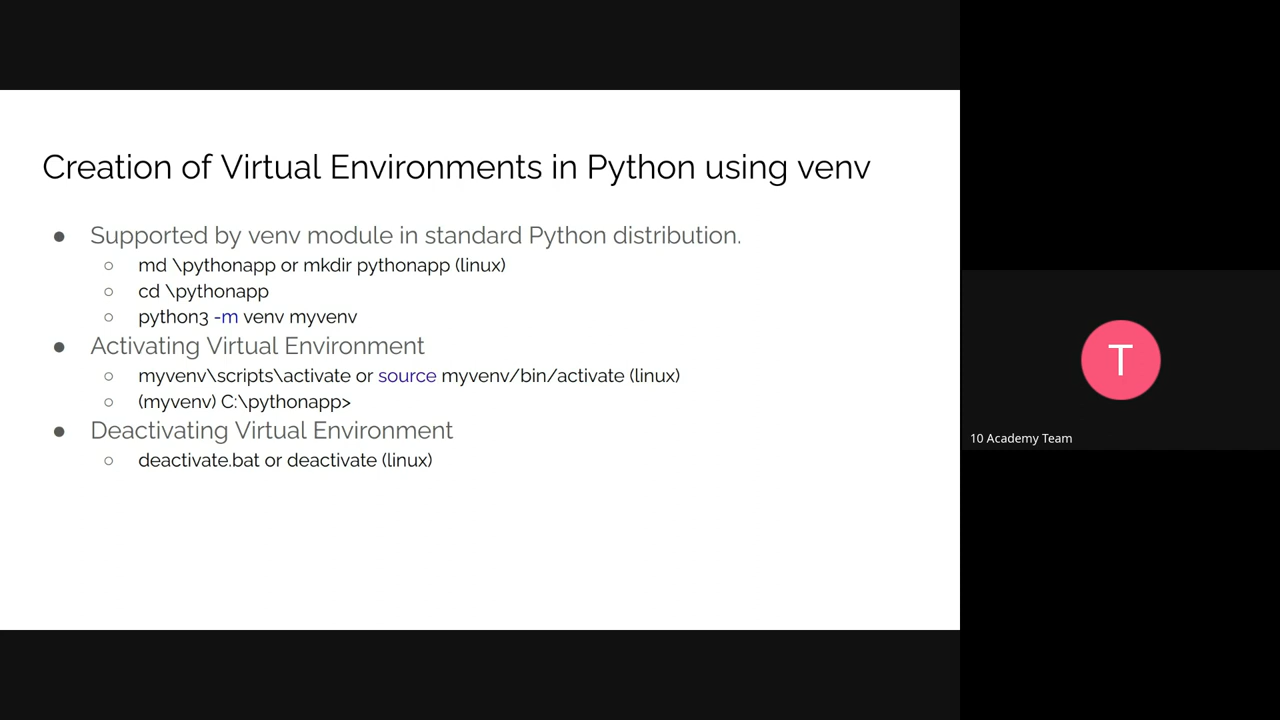 Creation of Virtual Environments in Python using venv
● Supported by venv module in standard Python distribution.
○ md \pythonapp or mkdir pythonapp (linux)
○ cd \pythonapp
○ python3 -m venv myvenv
● Activating Virtual Environment
○ myvenv\scripts\activate or source myvenv/bin/activate (linux)
○ (myvenv) C:\pythonapp>
● Deactivating Virtual Environment
○ deactivate.bat or deactivate (linux)
T
10 Academy Team